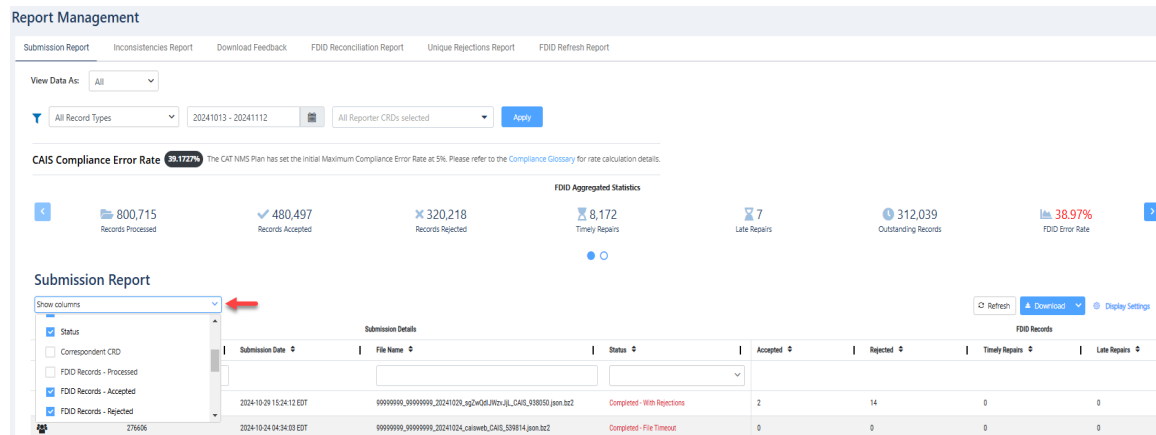 Report Management
Submission Report Inconsistencies Report Download Feedback FDID Reconciliation Report Unique Rejections Report FDID Refresh Report
View Data As: All
All Record Types 20241013 - 20241112 All Reporter CRDs selected Apply
CAIS Compliance Error Rate 39.1727% The CAT NMS Plan has set the initial Maximum Compliance Error Rate at 5%. Please refer to the Compliance Glossary for rate calculation details.
FDID Aggregated Statistics
800,715 480,497 320,218 8,172 7 312,039 38.97%
Records Processed Records Accepted Records Rejected Timely Repairs Late Repairs Outstanding Records FDID Error Rate
Submission Report
Show columns Refresh Download Display Settings
Status Submission Details FDID Records
Correspondent CRD Submission Date File Name Status Accepted Rejected Timely Repairs Late Repairs
FDID Records - Processed
FDID Records - Accepted
FDID Records - Rejected 2024-10-29 15:24:12 EDT 99999999_99999999_20241029_sgZwQdIJWzvJjL_CAIS_938050.json.bz2 Completed - With Rejections 2 14 0 0
276606 2024-10-24 04:34:03 EDT 99999999_99999999_20241024_caisweb_CAIS_539814.json.bz2 Completed - File Timeout 0 0 0 0